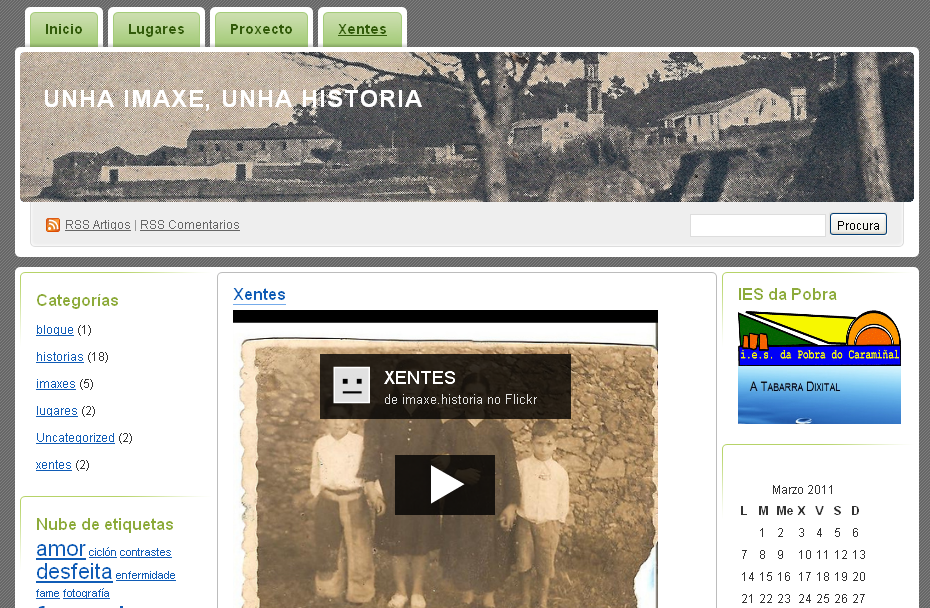 Inicio
Lugares
Proxecto
Xentes
UNHA IMAXE, UNHA HISTORIA
RSS Artigos | RSS Comentarios
Procura
Categorías
bloque (1)
historias (18)
imaxes (5)
lugares (2)
Uncategorized (2)
xentes (2)
Nube de etiquetas
amor ciclón contrastes
desfeita enfermidade
fame fotografía
Xentes
XENTES
de imaxe.historia no Flickr
IES da Pobra
i.e.s. da Pobra do Caramiñal
A TABARRA DIXITAL
Marzo 2011
L M Me X V S D
1 2 3 4 5 6
7 8 9 10 11 12 13
14 15 16 17 18 19 20
21 22 23 24 25 26 27